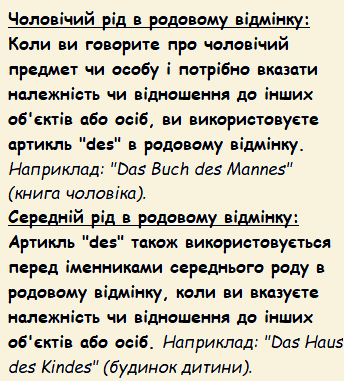 Чоловічий рід в родовому відмінку:
Коли ви говорите про чоловічий
предмет чи особу і потрібно вказати
належність чи відношення до інших
об'єктів або осіб, ви використовуєте
артикль "des" в родовому відмінку.
Наприклад: "Das Buch des Mannes"
(книга чоловіка).
Середній рід в родовому відмінку:
Артикль "des" також використовується
перед іменниками середнього роду в
родовому відмінку, коли ви вказуєте
належність чи відношення до інших
об'єктів або осіб. Наприклад: "Das Haus
des Kindes" (будинок дитини).